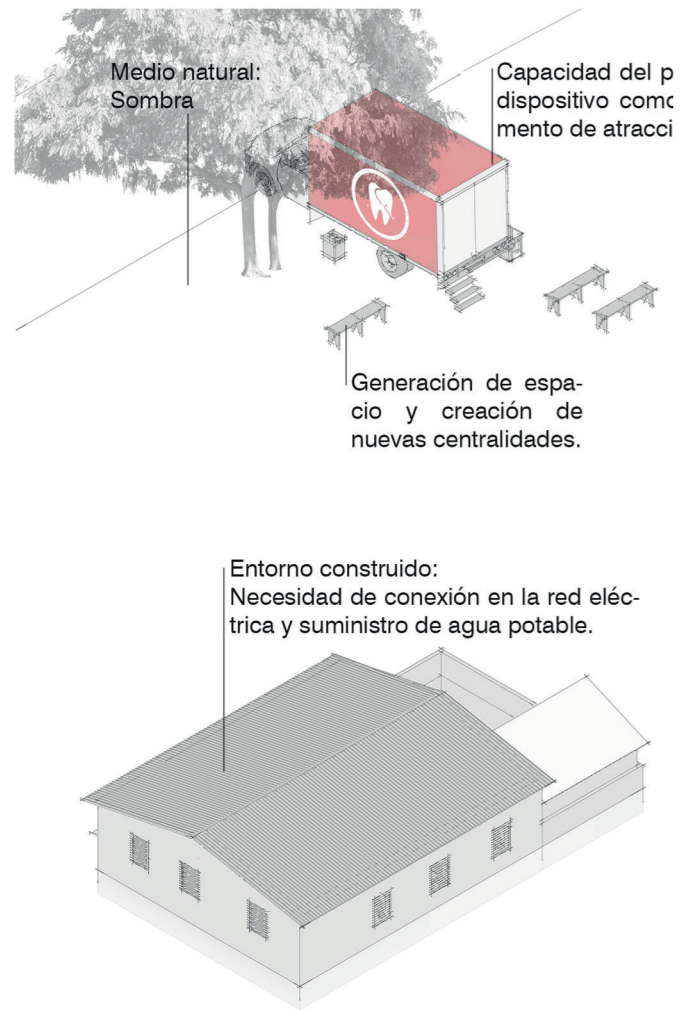 Medio natural:
Sombra
Capacidad del
dispositivo como
mento de
Generación de espa-
cio y creación de
nuevas centralidades.
Entorno construido:
Necesidad de conexión en la red eléc-
trica y suministro de agua potable.